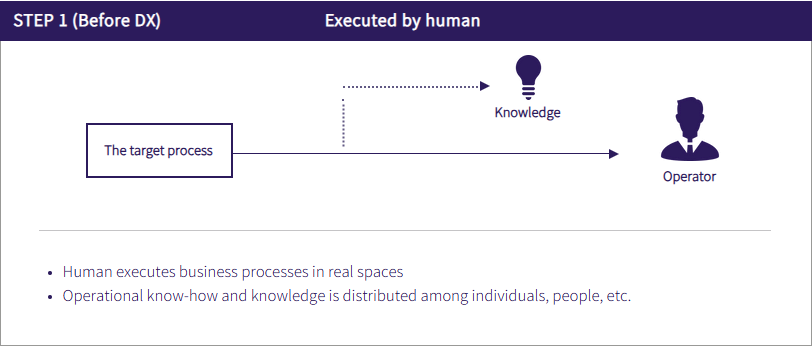 STEP 1 (Before DX)
Executed by human
Knowledge
The target process
Operator
Human executes business processes in real spaces
Operational know-how and knowledge is distributed among individuals, people, etc.